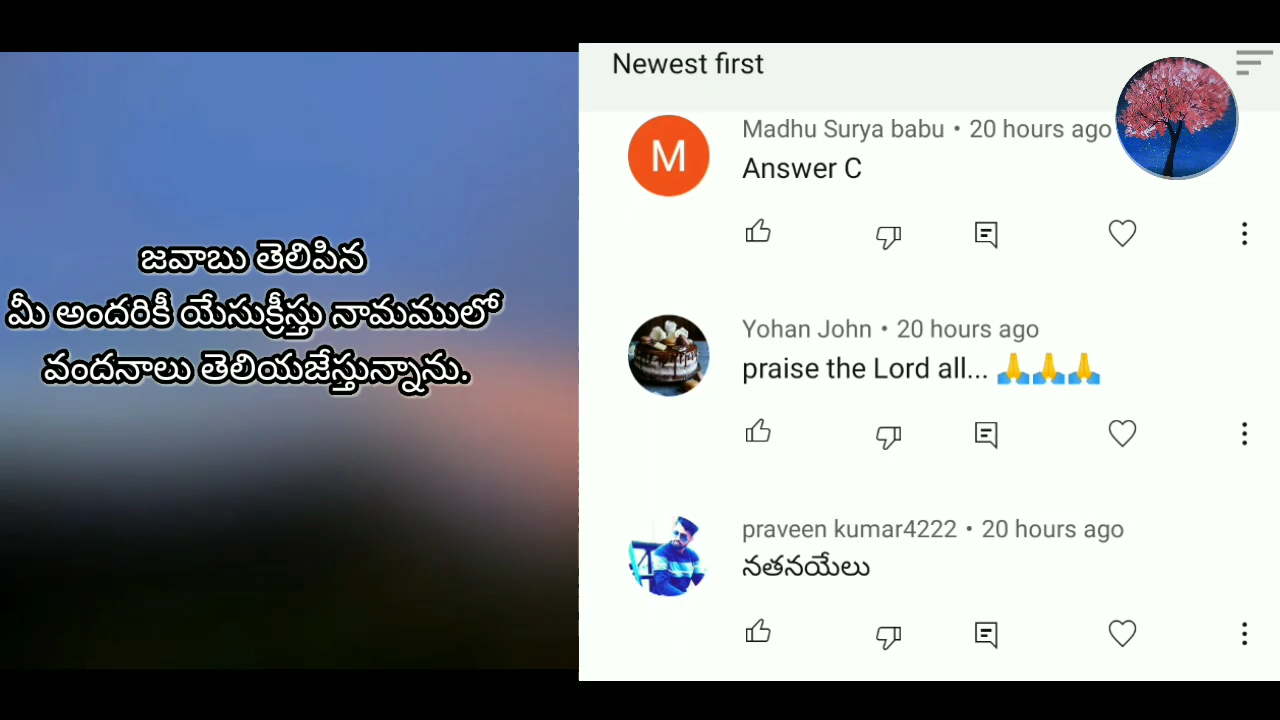 జవాబు తెలిపిన
మీ అందరికీ యేసుక్రీస్తు నామములో
వందనాలు తెలియజేస్తున్నాను.
Newest first
Madhu Surya babu • 20 hours ago
M
Answer C
Yohan John • 20 hours ago
praise the Lord all... 🙏🙏🙏
praveen kumar4222 • 20 hours ago
నతనయేలు